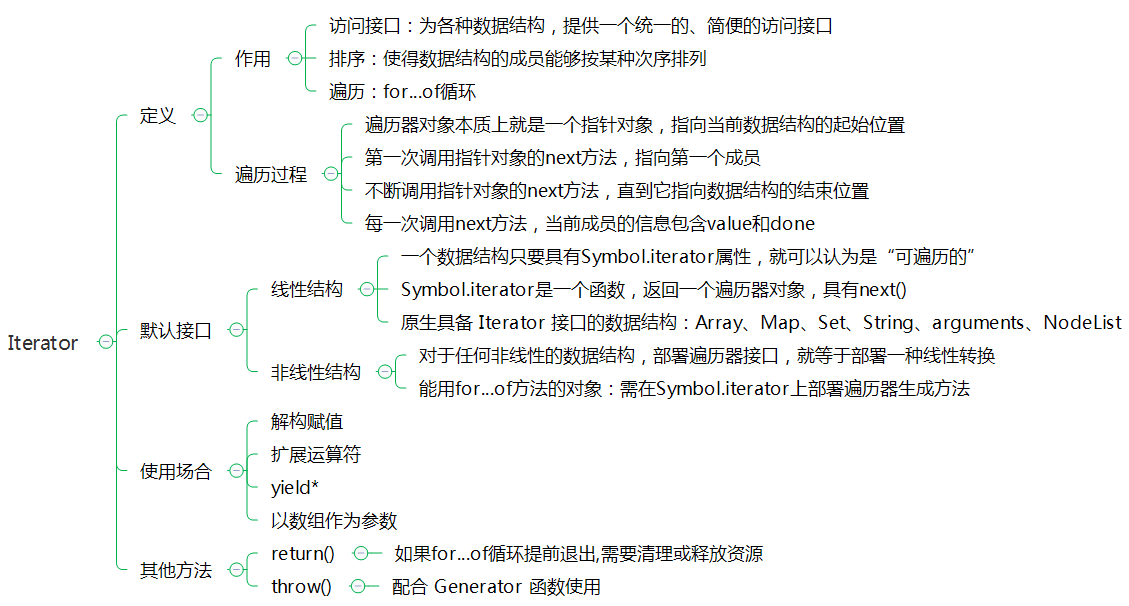 Iterator
定义
作用
访问接口：为各种数据结构，提供一个统一的、简便的访问接口
排序：使得数据结构的成员能够按某种次序排列
遍历：for...of循环
遍历过程
遍历器对象本质上就是一个指针对象，指向当前数据结构的起始位置
第一次调用指针对象的next方法，指向第一个成员
不断调用指针对象的next方法，直到它指向数据结构的结束位置
每一次调用next方法，当前成员的信息包含value和done
默认接口
线性结构
一个数据结构只要具有Symbol.iterator属性，就可以认为是“可遍历的”
Symbol.iterator是一个函数，返回一个遍历器对象，具有next()
原生具备 Iterator 接口的数据结构：Array、Map、Set、String、arguments、NodeList
非线性结构
对于任何非线性的数据结构，部署遍历器接口，就等于部署一种线性转换
能用for...of方法的对象：需在Symbol.iterator上部署遍历器生成方法
使用场合
解构赋值
扩展运算符
yield*
以数组作为参数
其他方法
return()
如果for...of循环提前退出,需要清理或释放资源
throw()
配合 Generator 函数使用